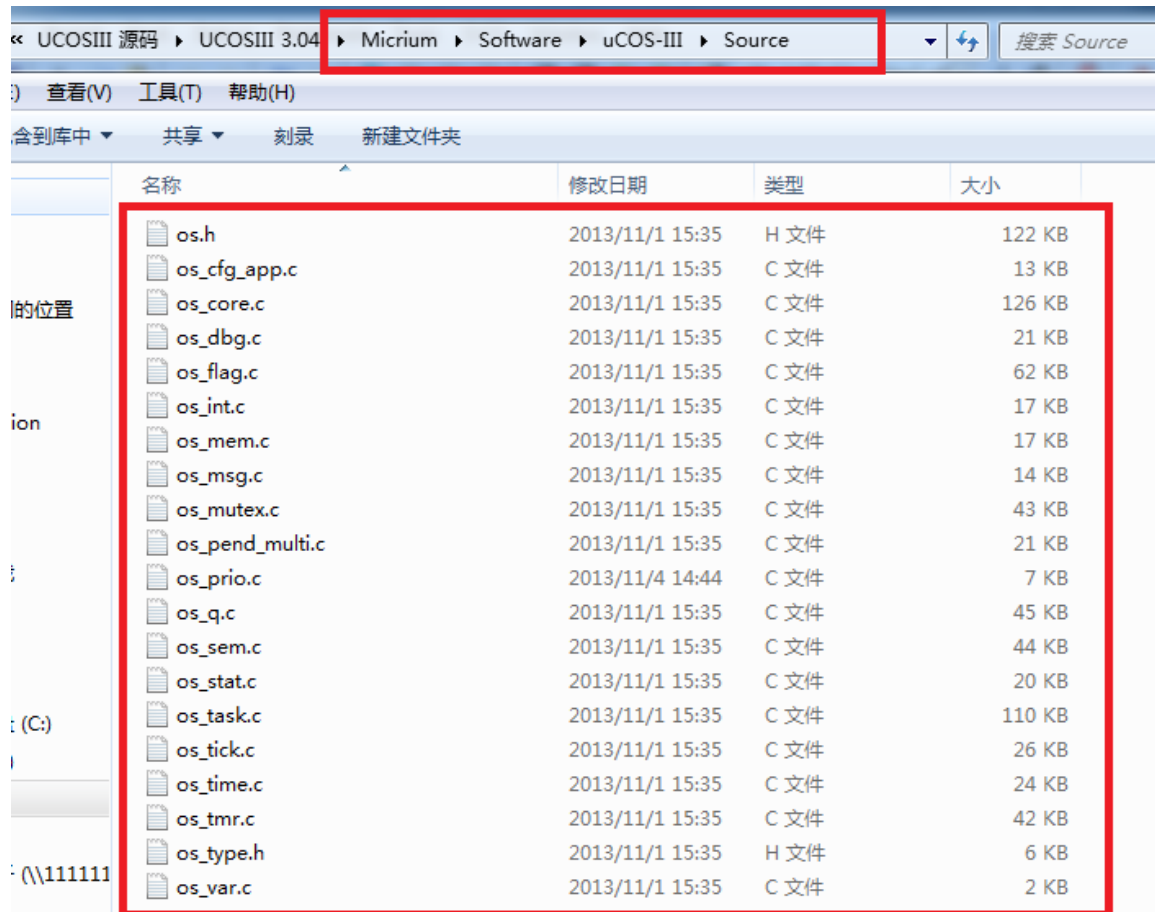 « UCOSIII 源码 ▸ UCOSIII 3.04 ▸ Micrium ▸ Software ▸ uCOS-III ▸ Source 搜索 Source
) 查看(V) 工具(T) 帮助(H)
含到库中 共享 刻录 新建文件夹
名称 修改日期 类型 大小
os.h 2013/11/1 15:35 H 文件 122 KB
os_cfg_app.c 2013/11/1 15:35 C 文件 13 KB
os_core.c 2013/11/1 15:35 C 文件 126 KB
的位置
os_dbg.c 2013/11/1 15:35 C 文件 21 KB
os_flag.c 2013/11/1 15:35 C 文件 62 KB
os_int.c 2013/11/1 15:35 C 文件 17 KB
ion
os_mem.c 2013/11/1 15:35 C 文件 17 KB
os_msg.c 2013/11/1 15:35 C 文件 14 KB
os_mutex.c 2013/11/1 15:35 C 文件 43 KB
os_pend_multi.c 2013/11/1 15:35 C 文件 21 KB
os_prio.c 2013/11/4 14:44 C 文件 7 KB
os_q.c 2013/11/1 15:35 C 文件 45 KB
os_sem.c 2013/11/1 15:35 C 文件 44 KB
os_stat.c 2013/11/1 15:35 C 文件 20 KB
os_task.c 2013/11/1 15:35 C 文件 110 KB
(C:)
os_tick.c 2013/11/1 15:35 C 文件 26 KB
)
os_time.c 2013/11/1 15:35 C 文件 24 KB
os_tmr.c 2013/11/1 15:35 C 文件 42 KB
os_type.h 2013/11/1 15:35 H 文件 6 KB
(\\111111
os_var.c 2013/11/1 15:35 C 文件 2 KB